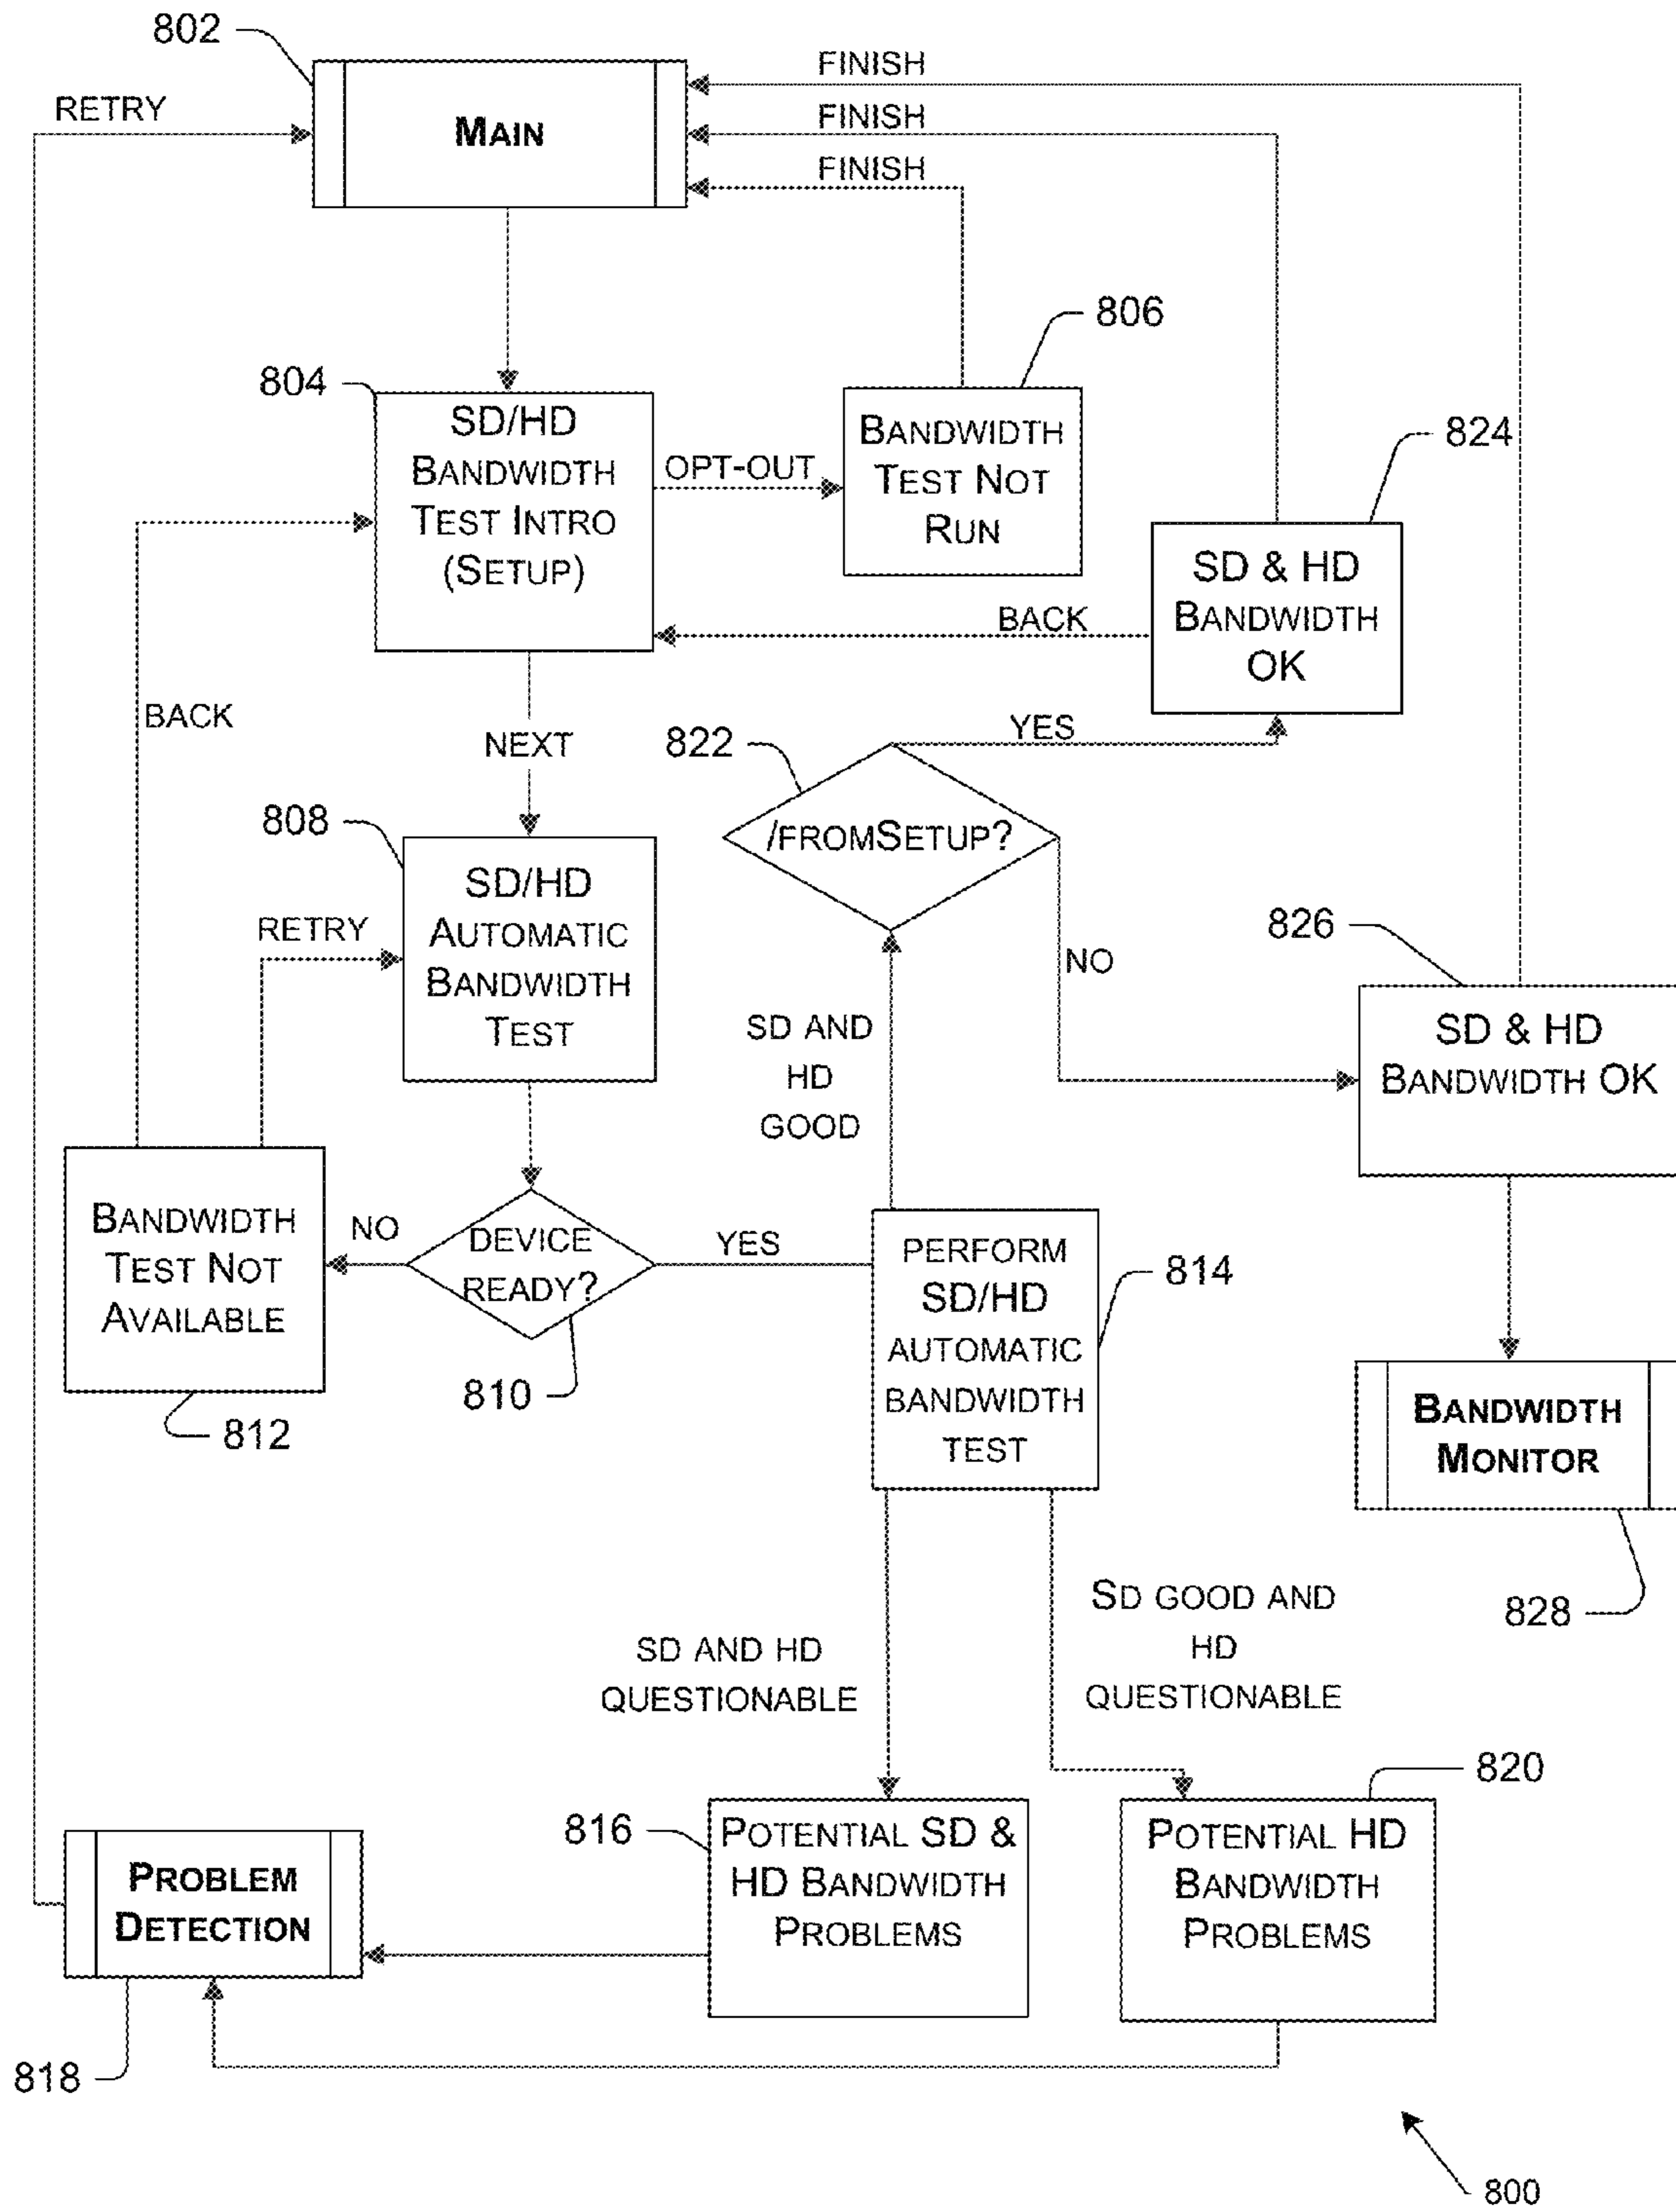 802
FINISH
RETRY
MAIN
FINISH
FINISH
806
804
SD/HD
BANDWIDTH
TEST INTRO
(SETUP)
OPT-OUT
BANDWIDTH
TEST NOT
RUN
824
SD & HD
BANDWIDTH
OK
BACK
BACK
NEXT
822
YES
/FROMSETUP?
808
SD/HD
AUTOMATIC
BANDWIDTH
TEST
RETRY
NO
826
SD AND
HD
GOOD
SD & HD
BANDWIDTH OK
BANDWIDTH
TEST NOT
AVAILABLE
NO
DEVICE
READY?
YES
PERFORM
SD/HD
AUTOMATIC
BANDWIDTH
TEST
814
810
812
BANDWIDTH
MONITOR
828
SD AND HD
QUESTIONABLE
SD GOOD AND
HD
QUESTIONABLE
820
816
POTENTIAL SD &
HD BANDWIDTH
PROBLEMS
POTENTIAL HD
BANDWIDTH
PROBLEMS
PROBLEM
DETECTION
818
800